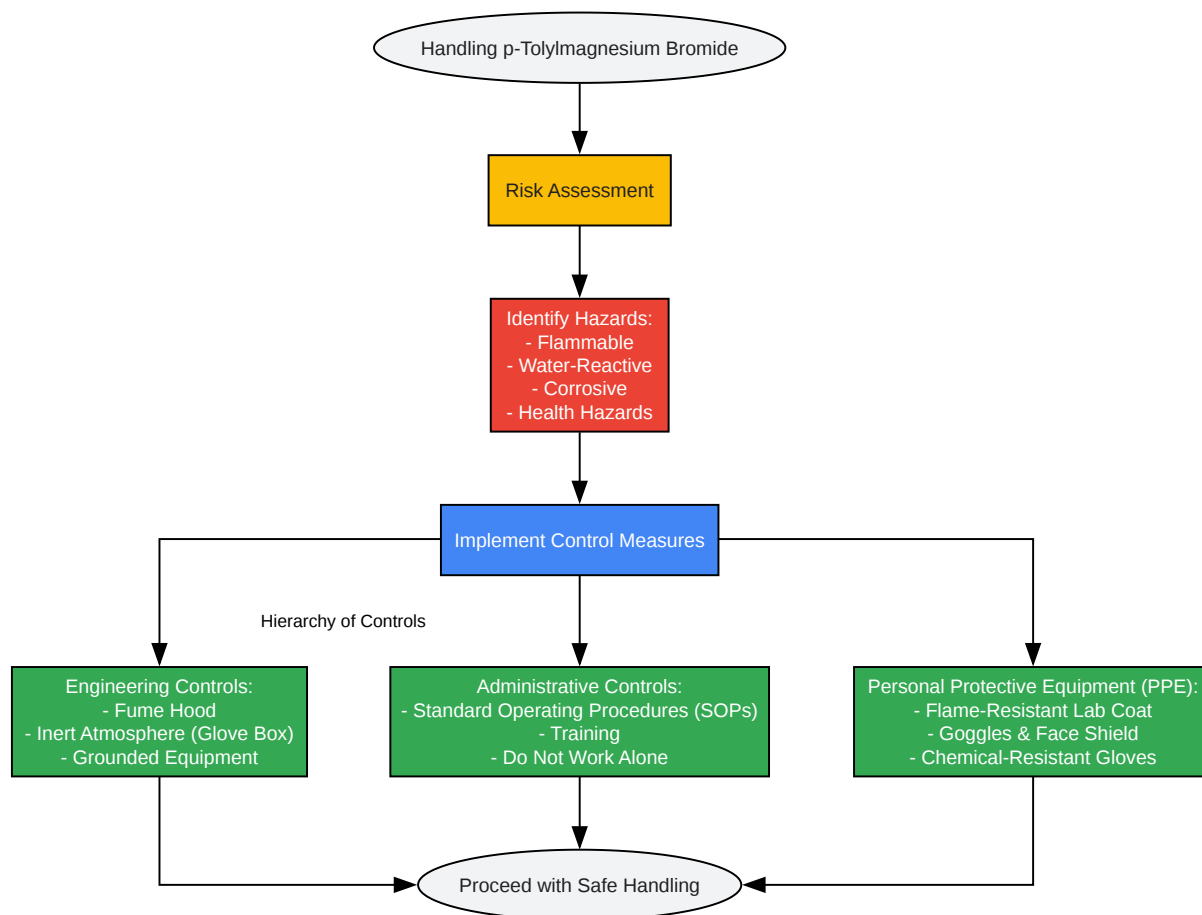 Handling p-Tolylmagnesium Bromide
Risk Assessment
Identify Hazards:
- Flammable
- Water-Reactive
- Corrosive
- Health Hazards
Implement Control Measures
Hierarchy of Controls
Engineering Controls:
- Fume Hood
- Inert Atmosphere (Glove Box)
- Grounded Equipment
Administrative Controls:
- Standard Operating Procedures (SOPs)
- Training
- Do Not Work Alone
Personal Protective Equipment (PPE):
- Flame-Resistant Lab Coat
- Goggles & Face Shield
- Chemical-Resistant Gloves
Proceed with Safe Handling